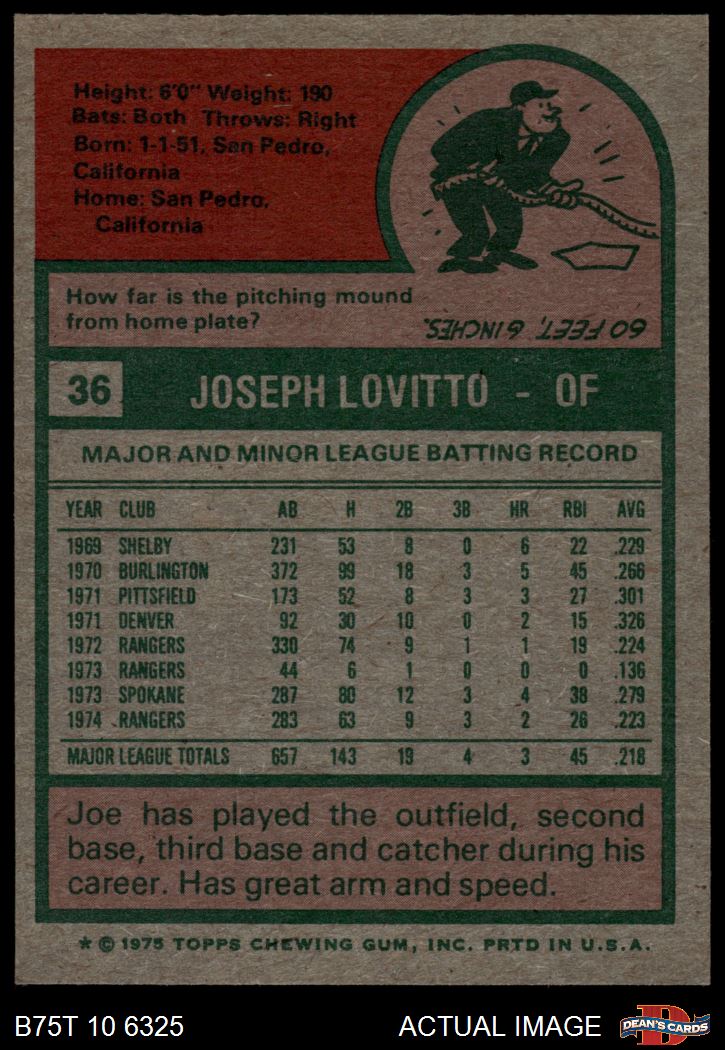 Height: 6'0" Weight: 190
Bats: Both Throws: Right
Born: 1-1-51, San Pedro,
California
Home: San Pedro,
California
How far is the pitching mound
from home plate?
60 FEET, 6 INCHES.
36 JOSEPH LOVITTO - OF
MAJOR AND MINOR LEAGUE BATTING RECORD
YEAR CLUB AB H 2B 3B HR RBI AVG
1969 SHELBY 231 53 8 0 6 22 .229
1970 BURLINGTON 372 99 18 3 5 45 .266
1971 PITTSFIELD 173 52 8 3 3 27 .301
1971 DENVER 92 30 10 0 2 15 .326
1972 RANGERS 330 74 9 1 1 19 .224
1973 RANGERS 44 6 1 0 0 0 .136
1973 SPOKANE 287 80 12 3 4 38 .279
1974 RANGERS 283 63 9 3 2 26 .223
MAJOR LEAGUE TOTALS 657 143 19 4 3 45 .218
Joe has played the outfield, second
base, third base and catcher during his
career. Has great arm and speed.
* © 1975 TOPPS CHEWING GUM, INC. PRTD IN U.S.A.
B75T 10 6325 ACTUAL IMAGE D DEAN'S CARDS